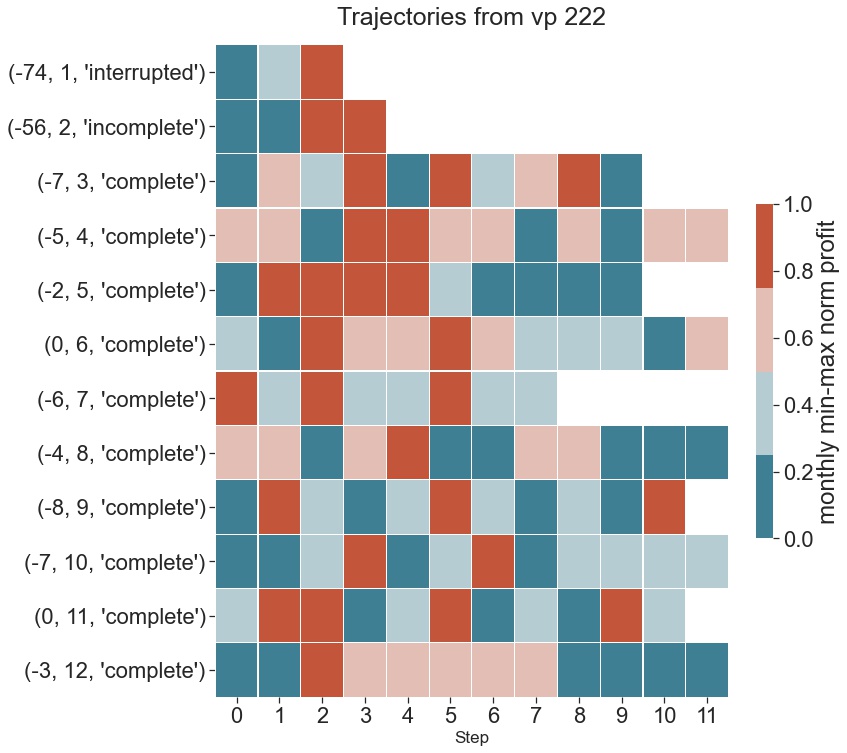 Trajectories from vp 222
(-74, 1, 'interrupted')
(-56, 2, 'incomplete')
(-7, 3, 'complete')
(-5, 4, 'complete')
(-2, 5, 'complete')
(0, 6, 'complete')
(-6, 7, 'complete')
(-4, 8, 'complete')
(-8, 9, 'complete')
(-7, 10, 'complete')
(0, 11, 'complete')
(-3, 12, 'complete')
0 1 2 3 4 5 6 7 8 9 10 11
Step
1.0
0.8
0.6
0.4
0.2
0.0
monthly min-max norm profit